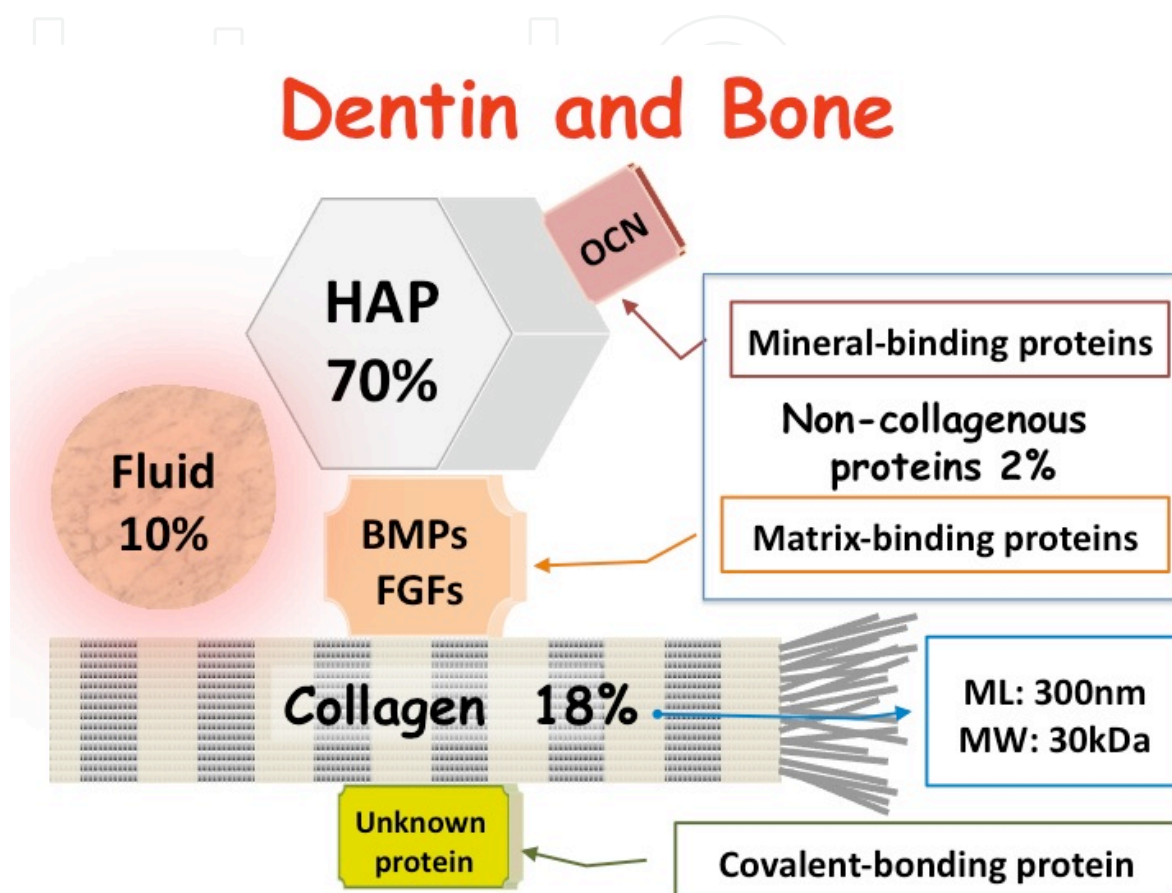 Dentin and Bone
OCN
HAP
70%
Mineral-binding proteins
Non-collagenous
proteins 2%
Matrix-binding proteins
Fluid
10%
BMPs
FGFs
Collagen 18%
ML: 300nm
MW: 30kDa
Unknown
protein
Covalent-bonding protein